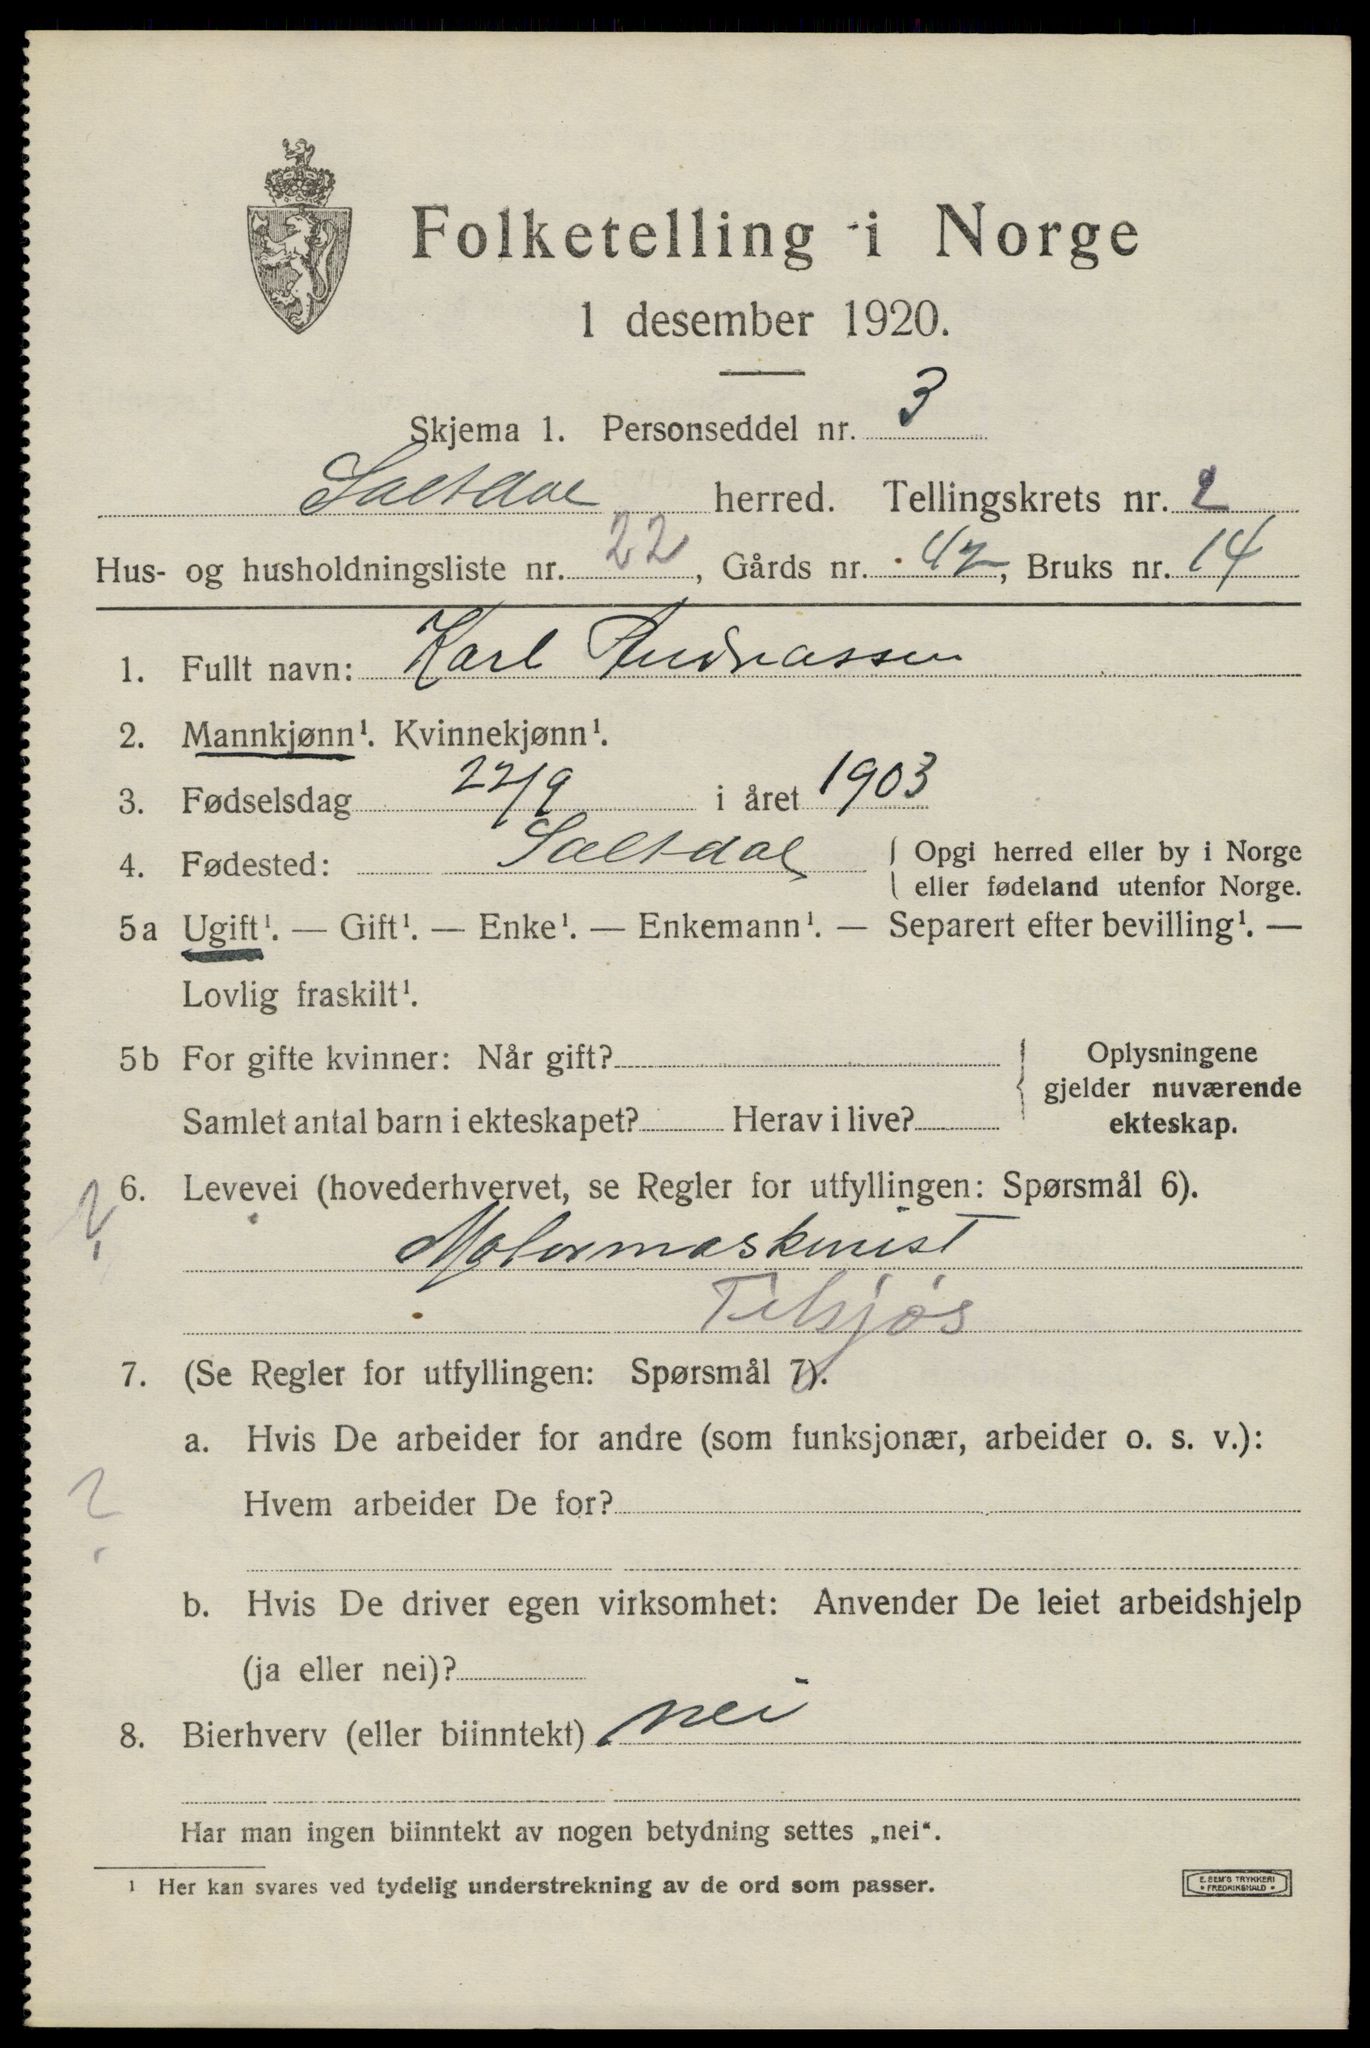 Folketelling i Norge
1 desember 1920.
Skjema 1. Personseddel nr. 3
Saltdal herred. Tellingskrets nr. 2
Hus- og husholdningsliste nr. 22, Gårds nr. 42, Bruks nr. 14
1. Fullt navn: Karl Andreassen
2. Mannkjønn¹. Kvinnekjønn¹.
3. Fødselsdag 22/9 i året 1903
4. Fødested: Saltdal { Opgi herred eller by i Norge
eller fødeland utenfor Norge.
5a Ugift¹. — Gift¹. — Enke¹. — Enkemann¹. — Separert efter bevilling¹. —
Lovlig fraskilt¹.
5b For gifte kvinner: Når gift? { Oplysningene
gjelder nuværende
Samlet antal barn i ekteskapet? Herav i live? ekteskap.
? 6. Levevei (hovederhvervet, se Regler for utfyllingen: Spørsmål 6).
Motormaskinist
Tilsjøs
7. (Se Regler for utfyllingen: Spørsmål 7).
a. Hvis De arbeider for andre (som funksjonær, arbeider o. s. v.):
? Hvem arbeider De for?
b. Hvis De driver egen virksomhet: Anvender De leiet arbeidshjelp
(ja eller nei)?
8. Bierhverv (eller biinntekt) nei
Har man ingen biinntekt av nogen betydning settes „nei“.
¹ Her kan svares ved tydelig understrekning av de ord som passer.
E. SEM'S TRYKKERI
• FREDRIKSHALD •